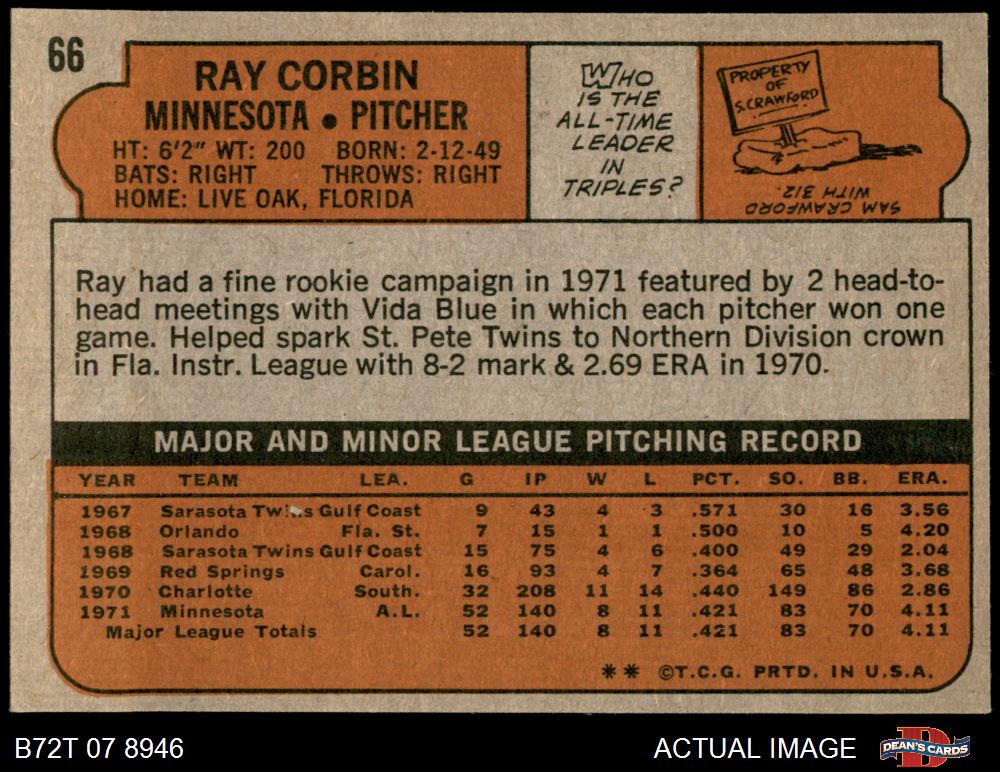 66
RAY CORBIN
MINNESOTA • PITCHER
HT: 6'2" WT: 200 BORN: 2-12-49
BATS: RIGHT THROWS: RIGHT
HOME: LIVE OAK, FLORIDA
WHO
IS THE
ALL-TIME
LEADER
IN
TRIPLES?
PROPERTY
OF
S. CRAWFORD
SAM CRAWFORD
WITH 312.
Ray had a fine rookie campaign in 1971 featured by 2 head-to-
head meetings with Vida Blue in which each pitcher won one
game. Helped spark St. Pete Twins to Northern Division crown
in Fla. Instr. League with 8-2 mark & 2.69 ERA in 1970.
MAJOR AND MINOR LEAGUE PITCHING RECORD
YEAR TEAM LEA. G IP W L PCT. SO. BB. ERA.
1967 Sarasota Twins Gulf Coast 9 43 4 3 .571 30 16 3.56
1968 Orlando Fla. St. 7 15 1 1 .500 10 5 4.20
1968 Sarasota Twins Gulf Coast 15 75 4 6 .400 49 29 2.04
1969 Red Springs Carol. 16 93 4 7 .364 65 48 3.68
1970 Charlotte South. 32 208 11 14 .440 149 86 2.86
1971 Minnesota A.L. 52 140 8 11 .421 83 70 4.11
Major League Totals 52 140 8 11 .421 83 70 4.11
** ©T.C.G. PRTD. IN U.S.A.
B72T 07 8946
ACTUAL IMAGE
DEAN'S CARDS